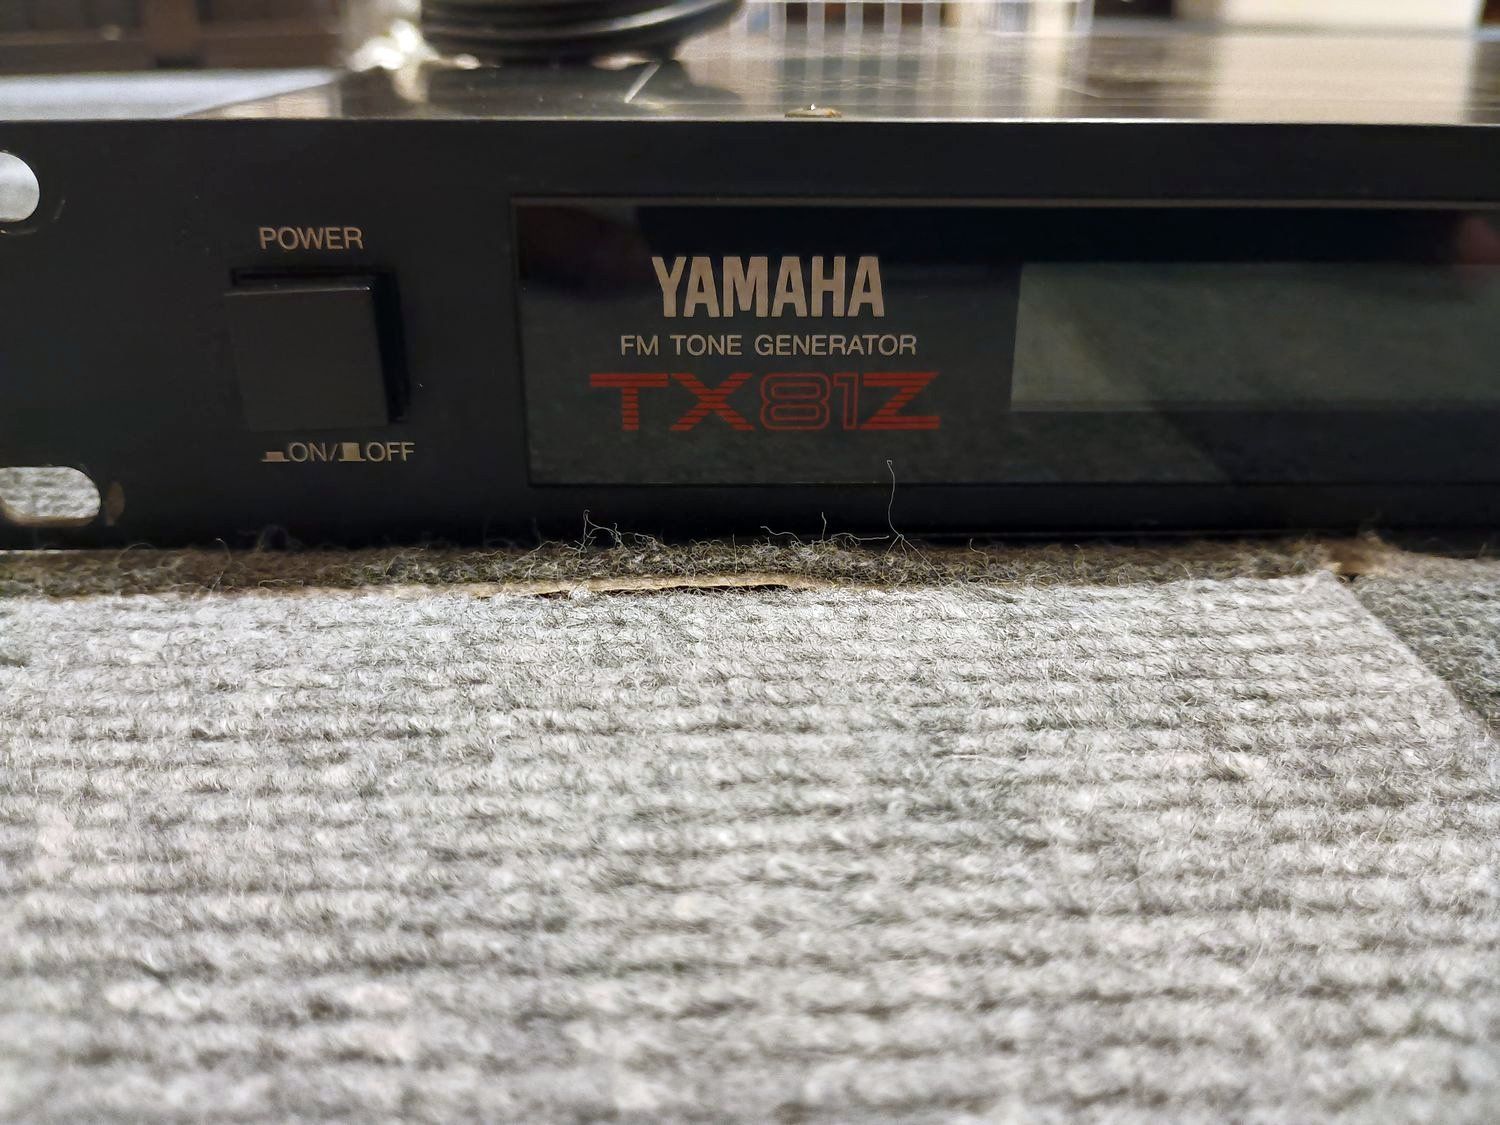 POWER
ON/OFF
YAMAHA
FM TONE GENERATOR
TX81Z